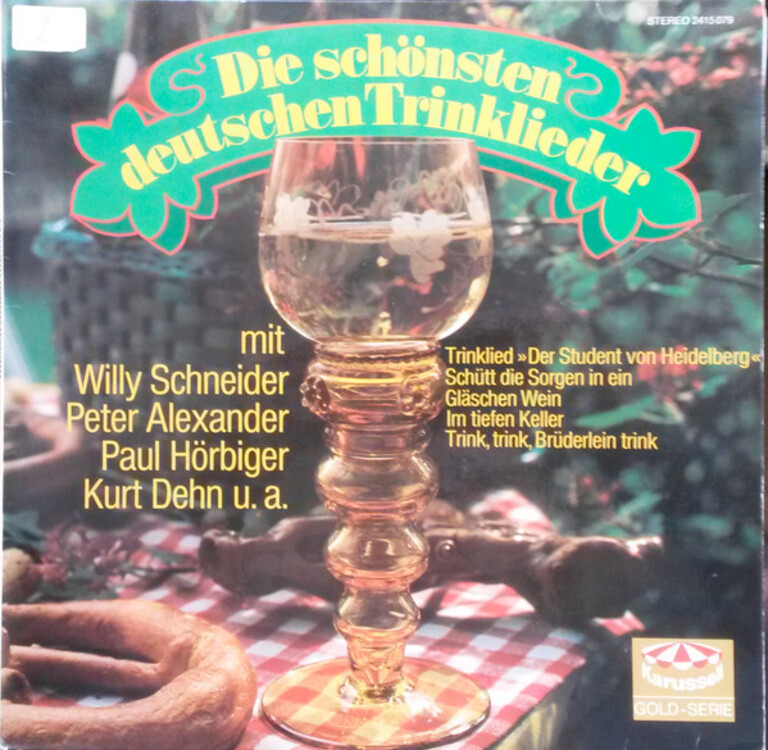 STEREO 2415 079
Die schönsten
deutschen Trinklieder
mit
Willy Schneider
Peter Alexander
Paul Hörbiger
Kurt Dehn u. a.
Trinklied »Der Student von Heidelberg«
Schütt die Sorgen in ein
Gläschen Wein
Im tiefen Keller
Trink, trink, Brüderlein trink
Karussell
GOLD-SERIE